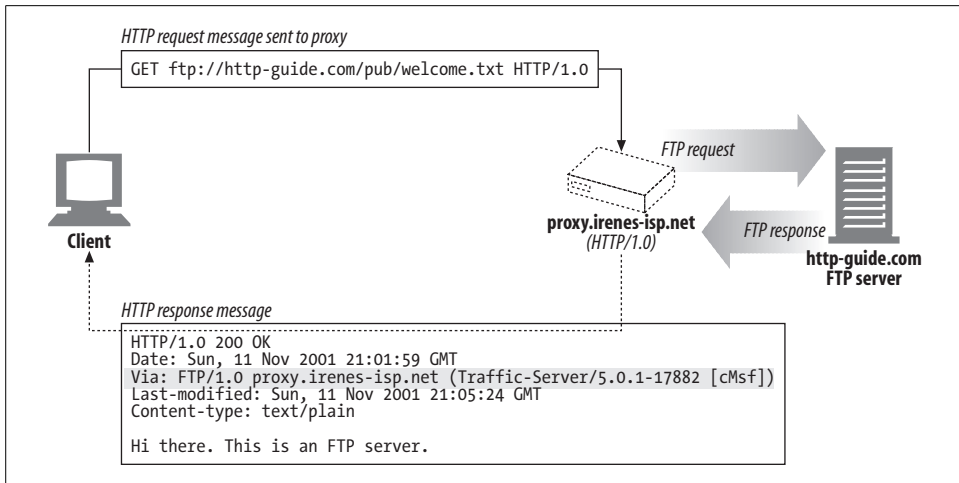 HTTP request message sent to proxy
GET ftp://http-guide.com/pub/welcome.txt HTTP/1.0
FTP request
Client
proxy.irenes-isp.net
(HTTP/1.0)
FTP response
http-guide.com
FTP server
HTTP response message
HTTP/1.0 200 OK
Date: Sun, 11 Nov 2001 21:01:59 GMT
Via: FTP/1.0 proxy.irenes-isp.net (Traffic-Server/5.0.1-17882 [cMsf])
Last-modified: Sun, 11 Nov 2001 21:05:24 GMT
Content-type: text/plain
Hi there. This is an FTP server.